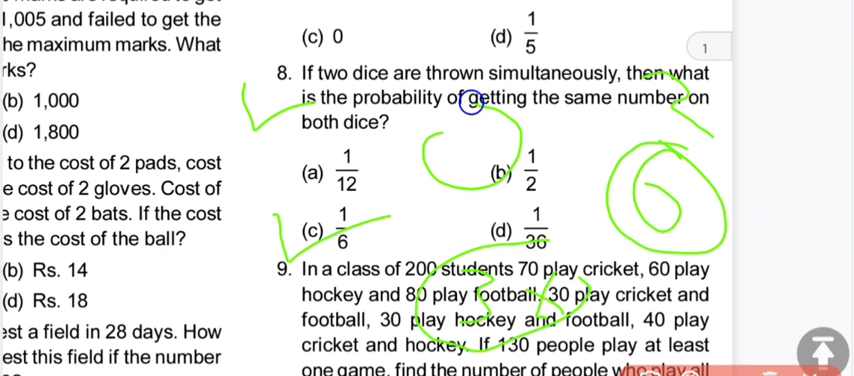 1,005 and failed to get the
he maximum marks. What
rks?
(b) 1,000
(d) 1,800
to the cost of 2 pads, cost
e cost of 2 gloves. Cost of
e cost of 2 bats. If the cost
s the cost of the ball?
(b) Rs. 14
(d) Rs. 18
est a field in 28 days. How
est this field if the number
(c) 0 (d) 1/5
1
8. If two dice are thrown simultaneously, then what
is the probability of getting the same number on
both dice?
(a) 1/12 (b) 1/2
(c) 1/6 (d) 1/36
6
9. In a class of 200 students 70 play cricket, 60 play
hockey and 80 play football, 30 play cricket and
football, 30 play hockey and football, 40 play
cricket and hockey. If 130 people play at least
one game, find the number of people who play all
36